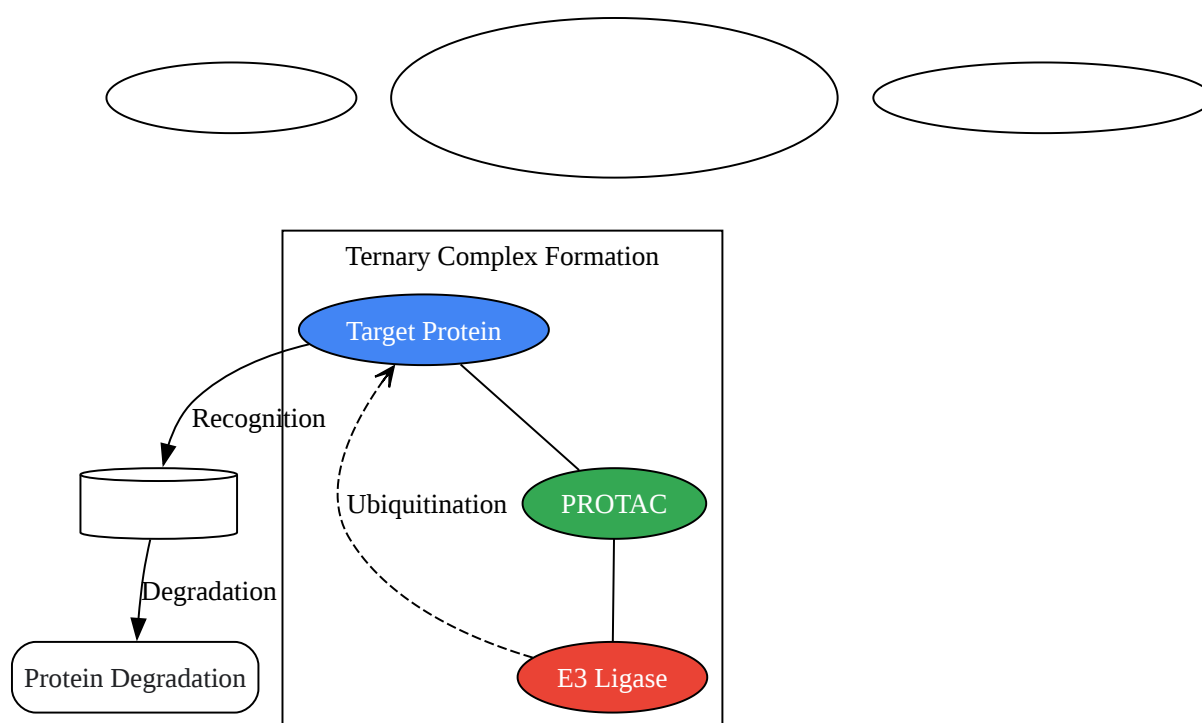 Ternary Complex Formation
Target Protein
Recognition
Ubiquitination
PROTAC
Degradation
Protein Degradation
E3 Ligase